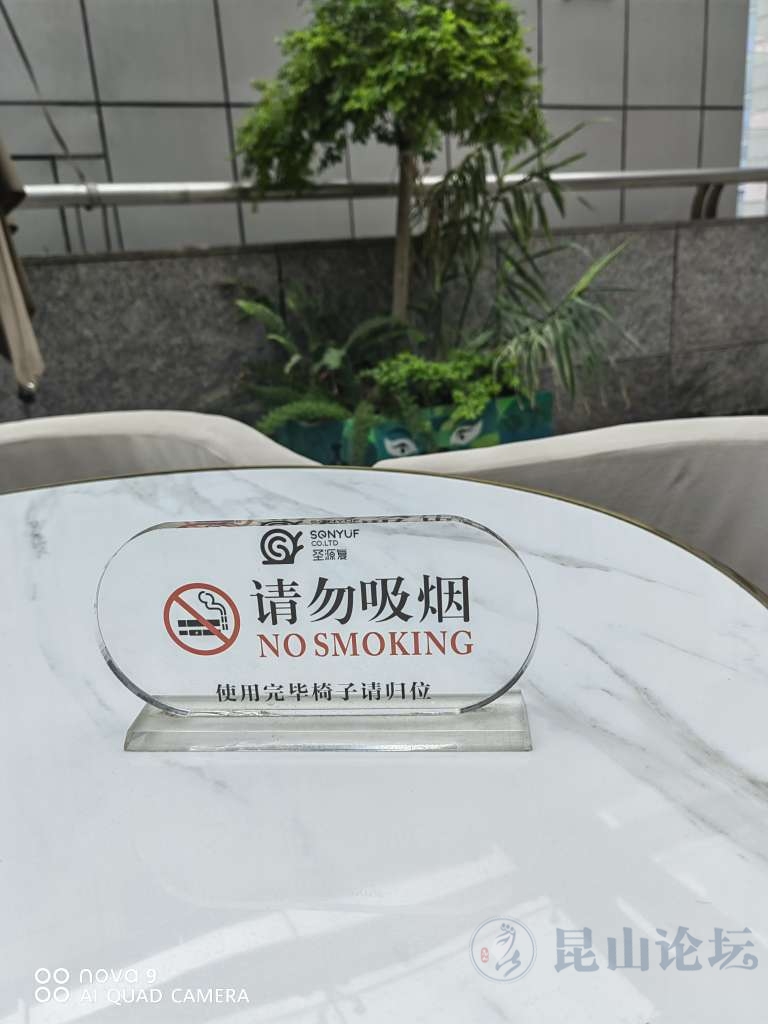 SQNYUF
CO.LTD
圣源复
请勿吸烟
NO SMOKING
使用完毕椅子请归位
昆山论坛
nova 9
AI QUAD CAMERA